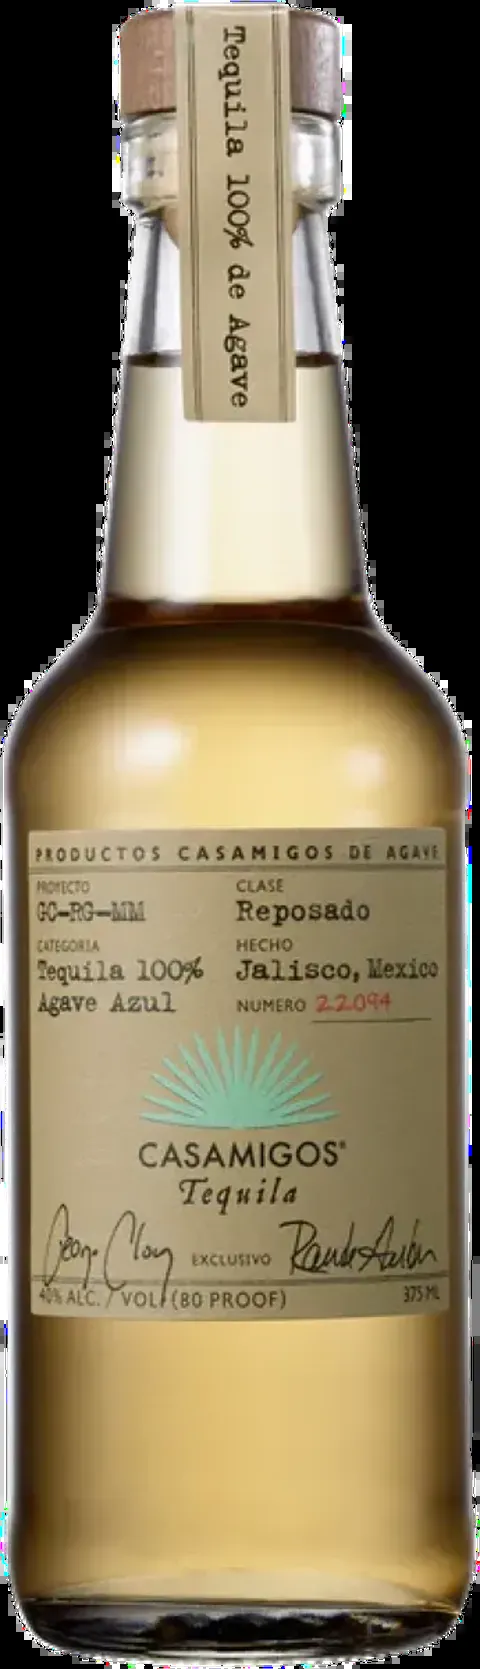 Tequila 100% de Agave
PRODUCTOS CASAMIGOS DE AGAVE
PROYECTO
GC-RG-MM
CLASE
Reposado
CATEGORIA
Tequila 100%
Agave Azul
HECHO
Jalisco, Mexico
NUMERO 22094
CASAMIGOS®
Tequila
EXCLUSIVO
40% ALC. / VOL. (80 PROOF) 375 ML